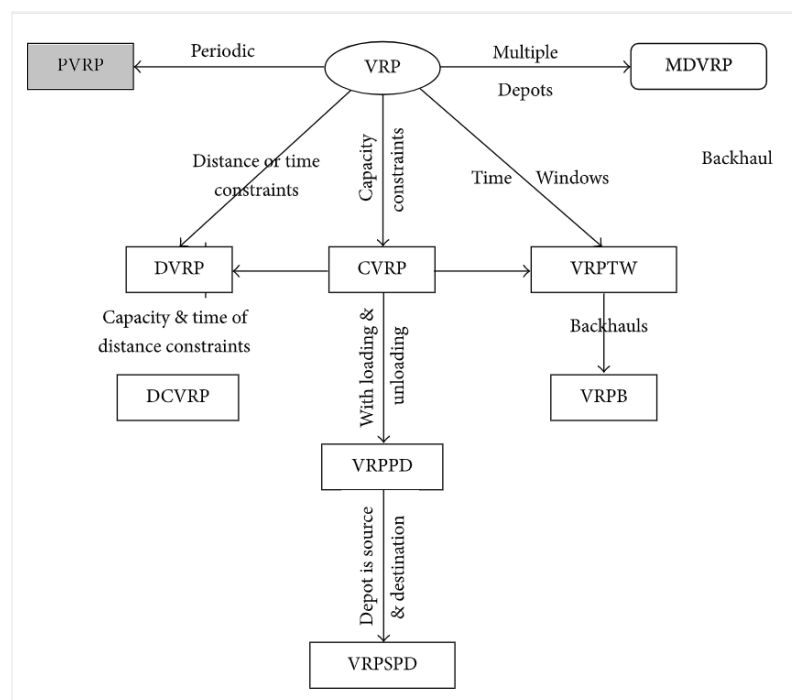 PVRP
Periodic
VRP
Multiple
Depots
MDVRP
Backhaul
Distance or time
constraints
Capacity
constraints
Time Windows
DVRP
CVRP
VRPTW
Capacity & time of
distance constraints
With loading &
unloading
Backhauls
DCVRP
VRPB
VRPPD
Depot is source
& destination
VRPSPD